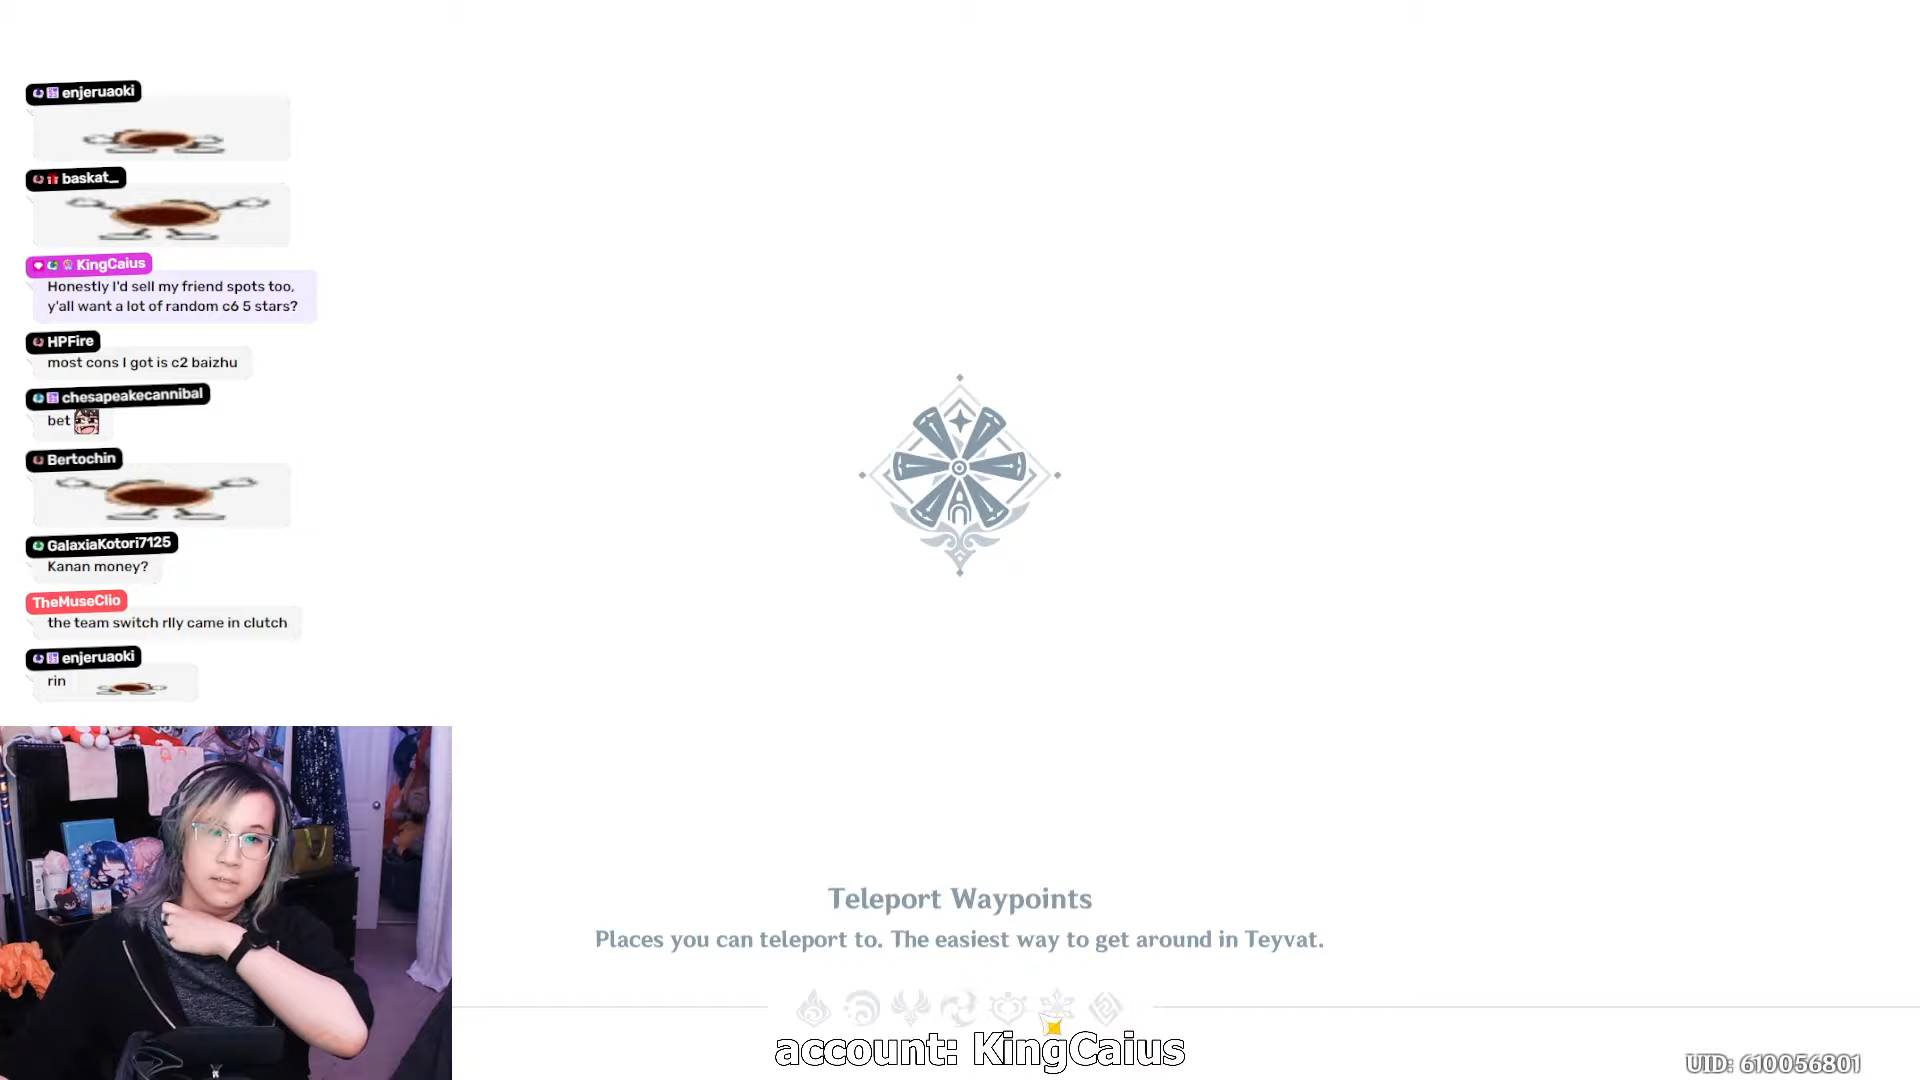 enjeruaoki
baskat_
KingCaius
Honestly I'd sell my friend spots too,
y'all want a lot of random c6 5 stars?
HPFire
most cons I got is c2 baizhu
chesapeakecannibal
bet
Bertochin
GalaxiaKotori7125
Kanan money?
TheMuseClio
the team switch rlly came in clutch
enjeruaoki
rin
Teleport Waypoints
Places you can teleport to. The easiest way to get around in Teyvat.
account: KingCaius
UID: 610056801